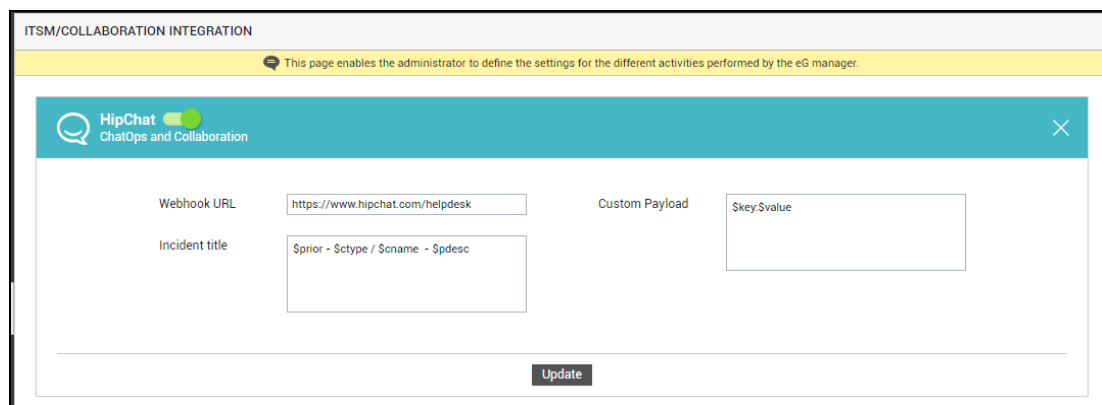 ITSM/COLLABORATION INTEGRATION
This page enables the administrator to define the settings for the different activities performed by the eG manager.
HipChat
ChatOps and Collaboration
Webhook URL
https://www.hipchat.com/helpdesk
Custom Payload
$key:$value
Incident title
$prior - $ctype / $cname - $pdesc
Update